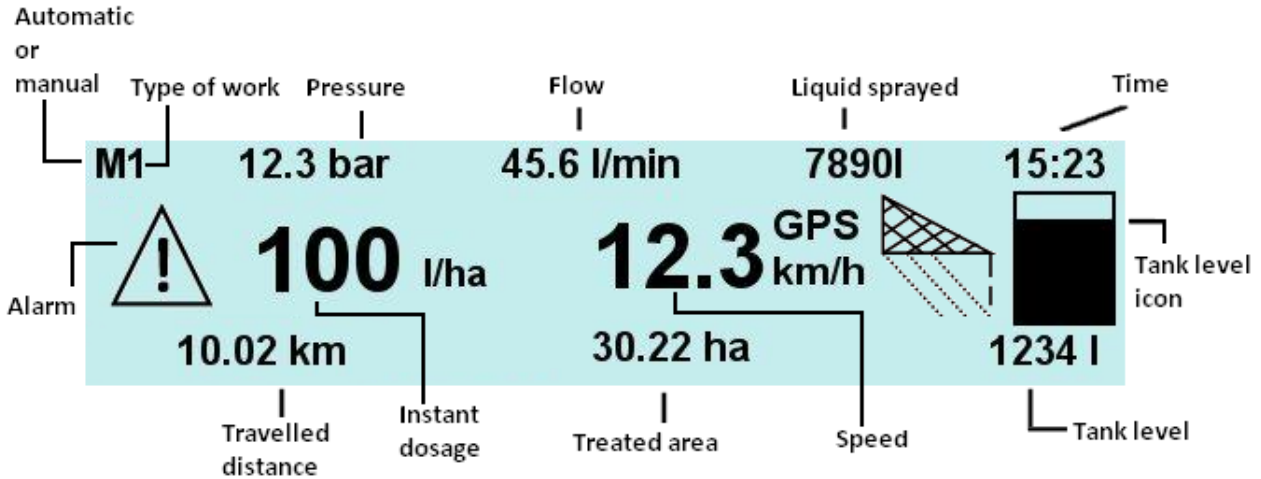 Automatic
or
manual
Type of work
Pressure
Flow
Liquid sprayed
Time
M1
12.3 bar
45.6 l/min
7890l
15:23
!
100 l/ha
12.3
GPS
km/h
Alarm
Tank level
icon
10.02 km
30.22 ha
1234 l
Travelled
distance
Instant
dosage
Treated area
Speed
Tank level